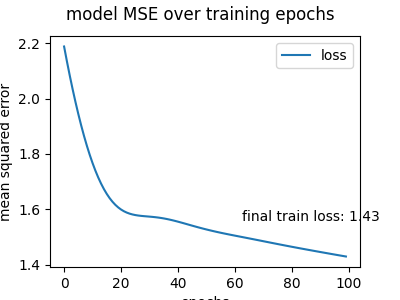 model MSE over training epochs
loss
mean squared error
2.2
2.0
1.8
1.6
1.4
final train loss: 1.43
0 20 40 60 80 100
epochs